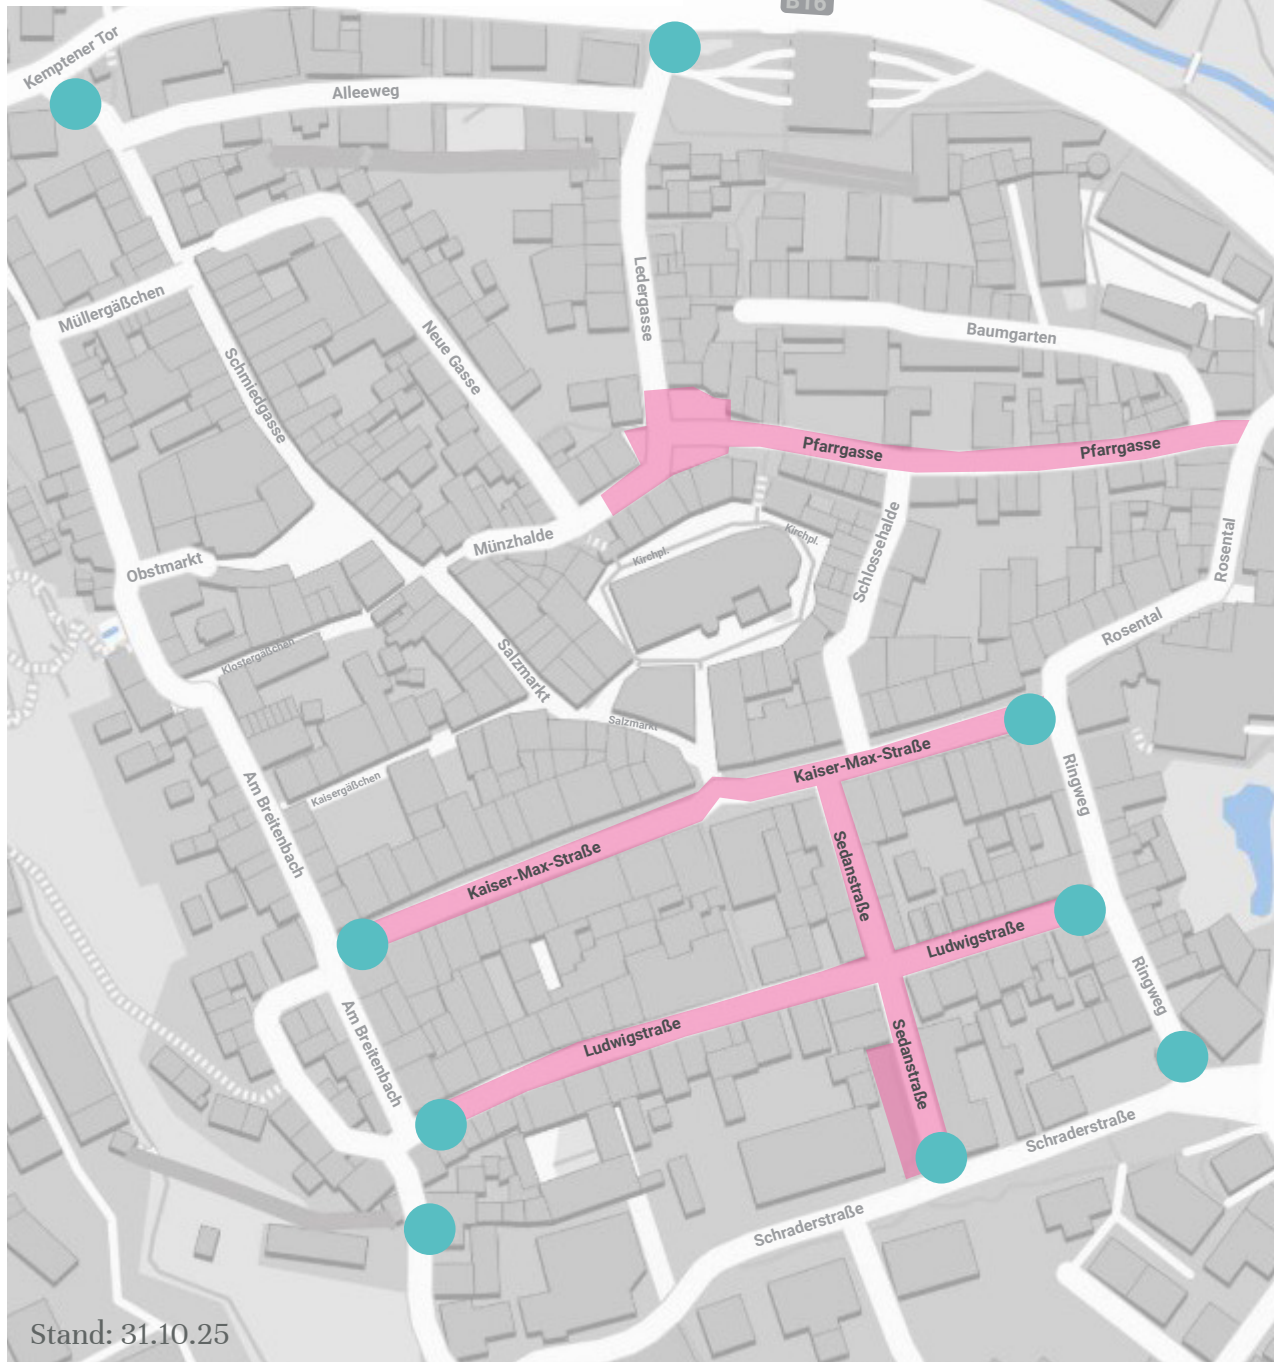 B16
Kemptener Tor
Alleeweg
Ledergasse
Müllergäßchen
Neue Gasse
Baumgarten
Schmiedgasse
Pfarrgasse
Pfarrgasse
Münzhalde
Kirchpl.
Kirchpl.
Schlossehalde
Rosental
Obstmarkt
Rosental
Klostergäßchen
Salzmarkt
Salzmarkt
Kaiser-Max-Straße
Kaisergäßchen
Ringweg
Am Breitenbach
Kaiser-Max-Straße
Sedanstraße
Ludwigstraße
Ringweg
Am Breitenbach
Ludwigstraße
Sedanstraße
Schraderstraße
Schraderstraße
Stand: 31.10.25